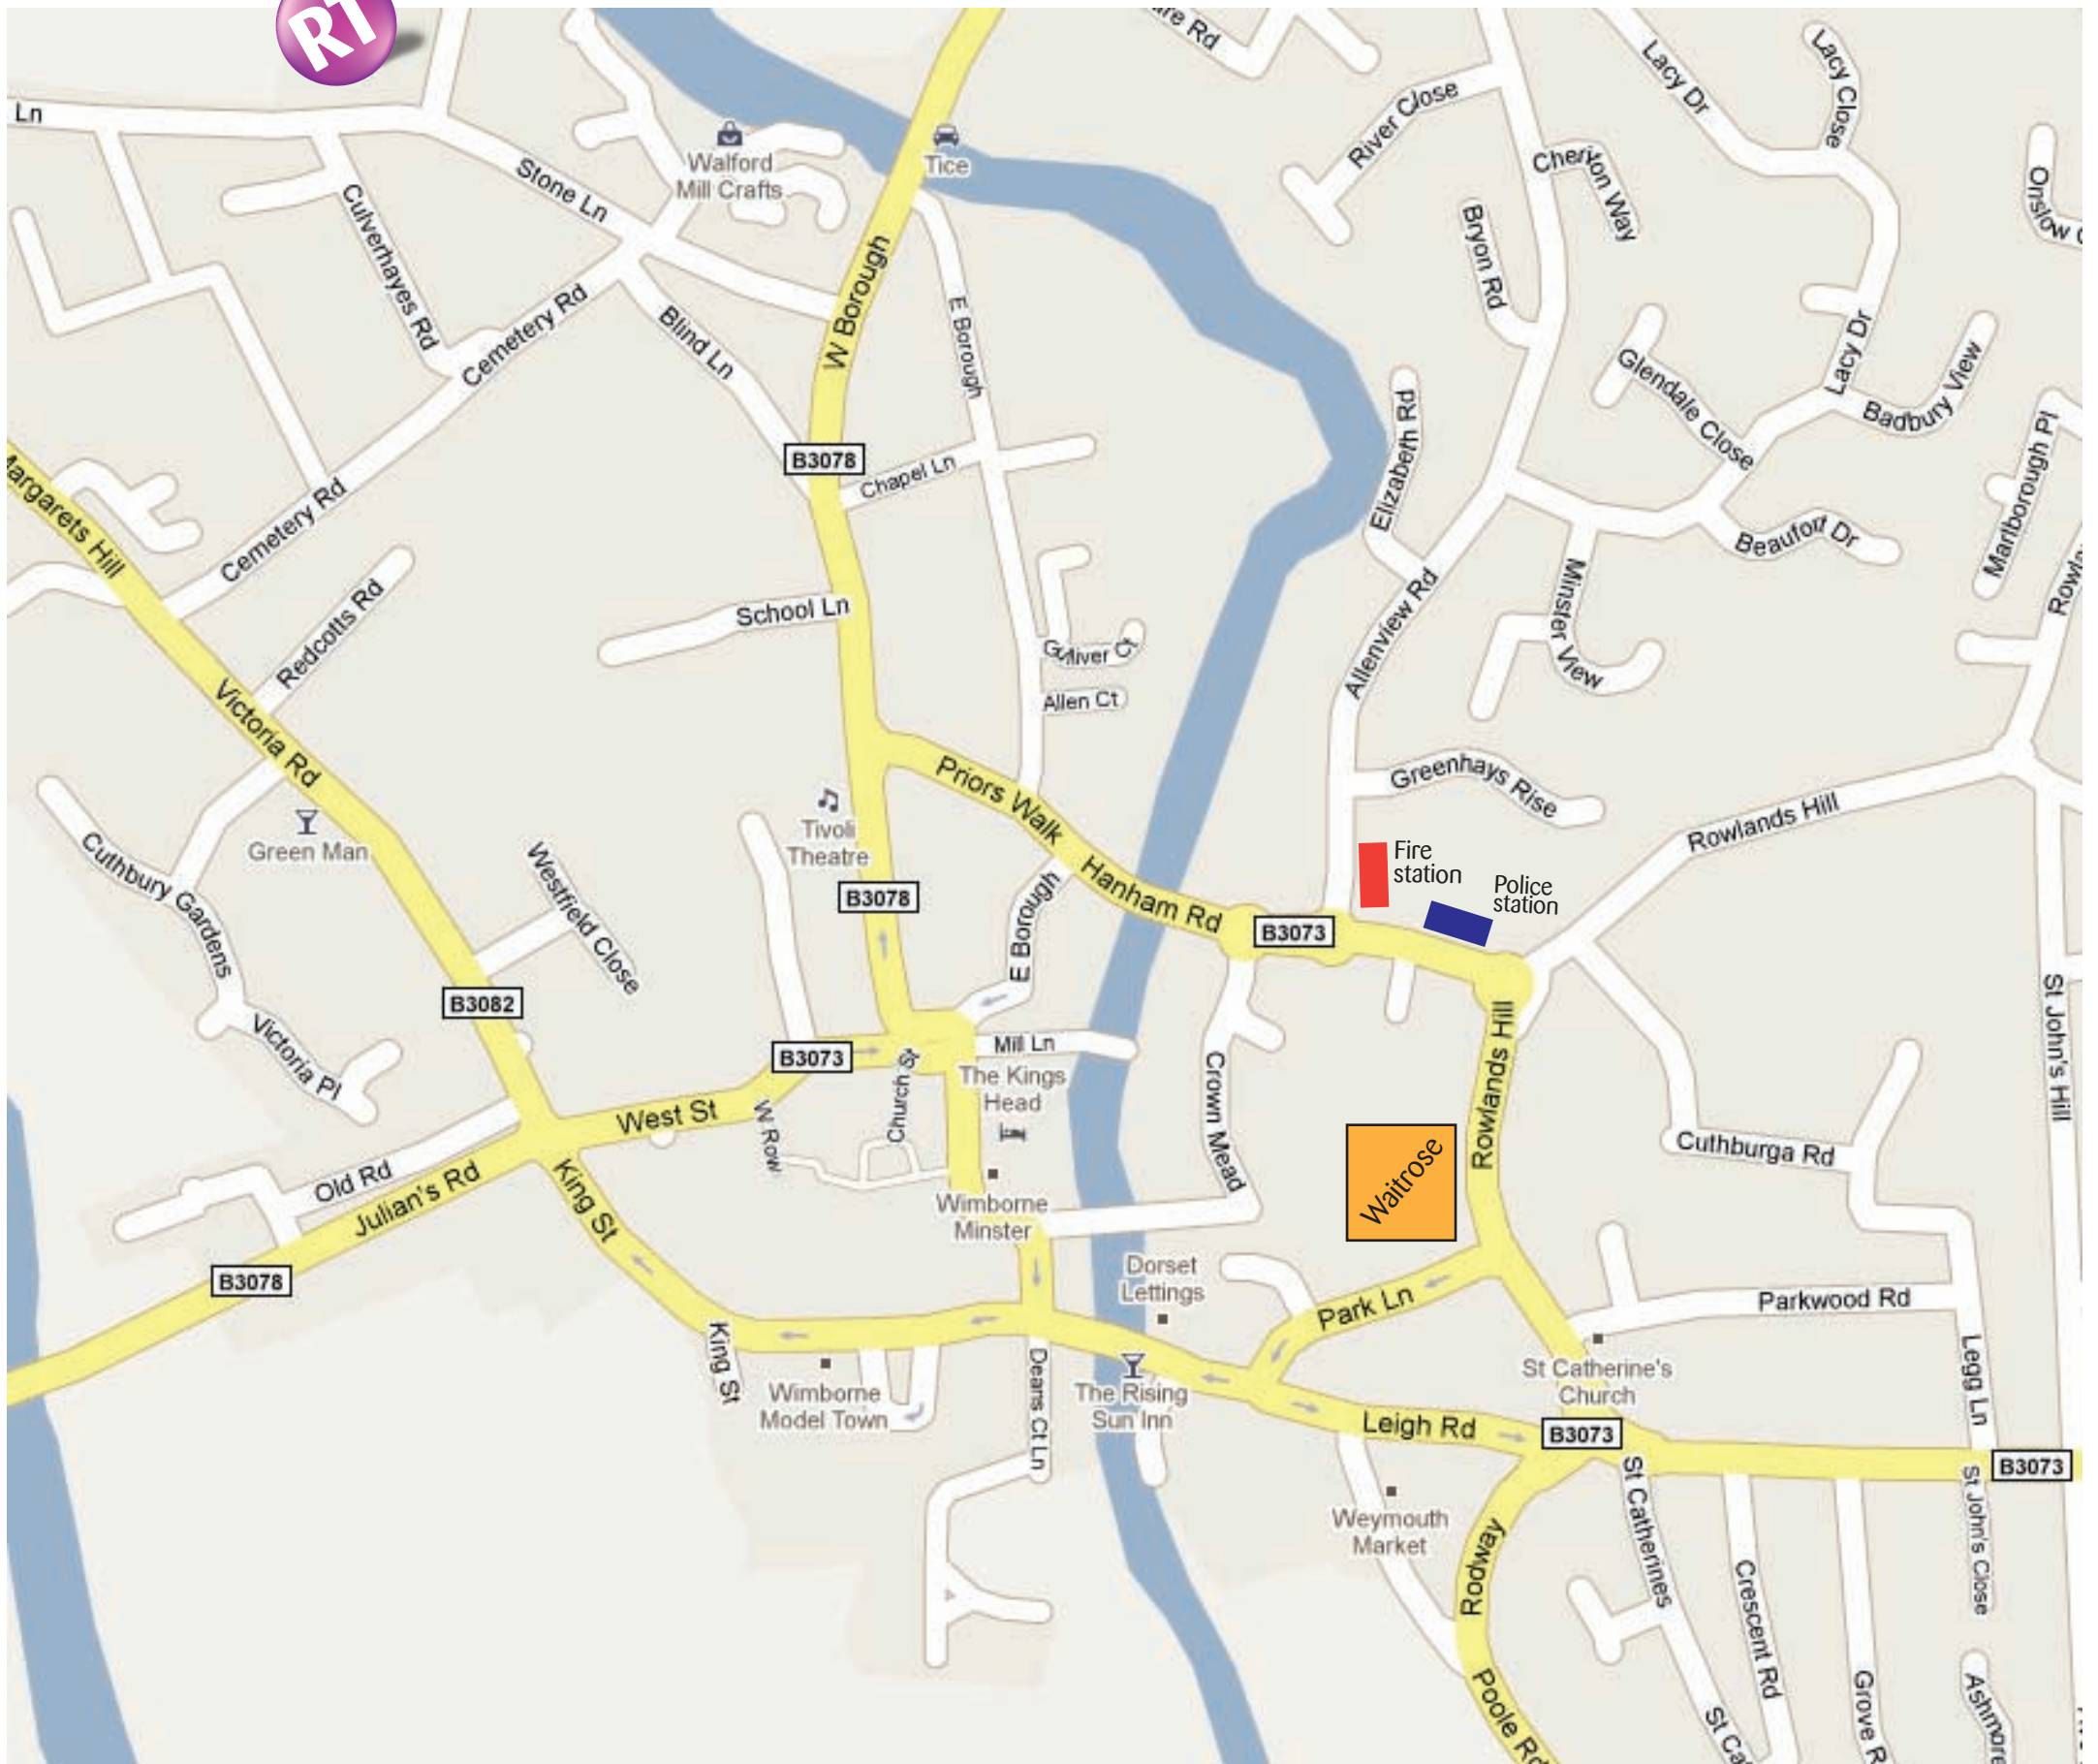 RT
Ln
Stone Ln
Walford
Mill Crafts
Tice
River Close
Lacy Dr
Lacy Close
Cherton Way
Bryon Rd
Culverhayes Rd
Cemetery Rd
Blind Ln
W Borough
E Borough
Elizabeth Rd
Glendale Close
Lacy Dr
Badbury View
Marlborough Pl
B3078
Chapel Ln
Beaufort Dr
Cemetery Rd
Redcotts Rd
School Ln
Allenview Rd
Minster View
Allen Ct
Victoria Rd
Green Man
Priors Walk
Greenhays Rise
Rowlands Hill
Tivoli
Theatre
Hanham Rd
Fire
station
Police
station
Cuthbury Gardens
Westfield Close
B3078
E Borough
B3073
B3082
Victoria Pl
B3073
Mill Ln
The Kings
Head
Church St
West St
W Row
Crown Mead
Rowlands Hill
St John's Hill
Cuthburga Rd
Waitrose
Old Rd
Julian's Rd
King St
Wimborne
Minster
B3078
Dorset
Lettings
Park Ln
Parkwood Rd
Legg Ln
King St
Wimborne
Model Town
Deans Ct Ln
The Rising
Sun Inn
St Catherine's
Church
Leigh Rd
B3073
B3073
Weymouth
Market
Rodway
St Catherines
Crescent Rd
St John's Close
Poole Rd